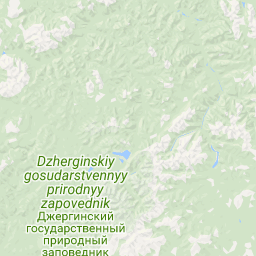 Dzherginskiy
gosudarstvennyy
prirodnyy
zapovednik
Джергинский
государственный
природный
заповедник